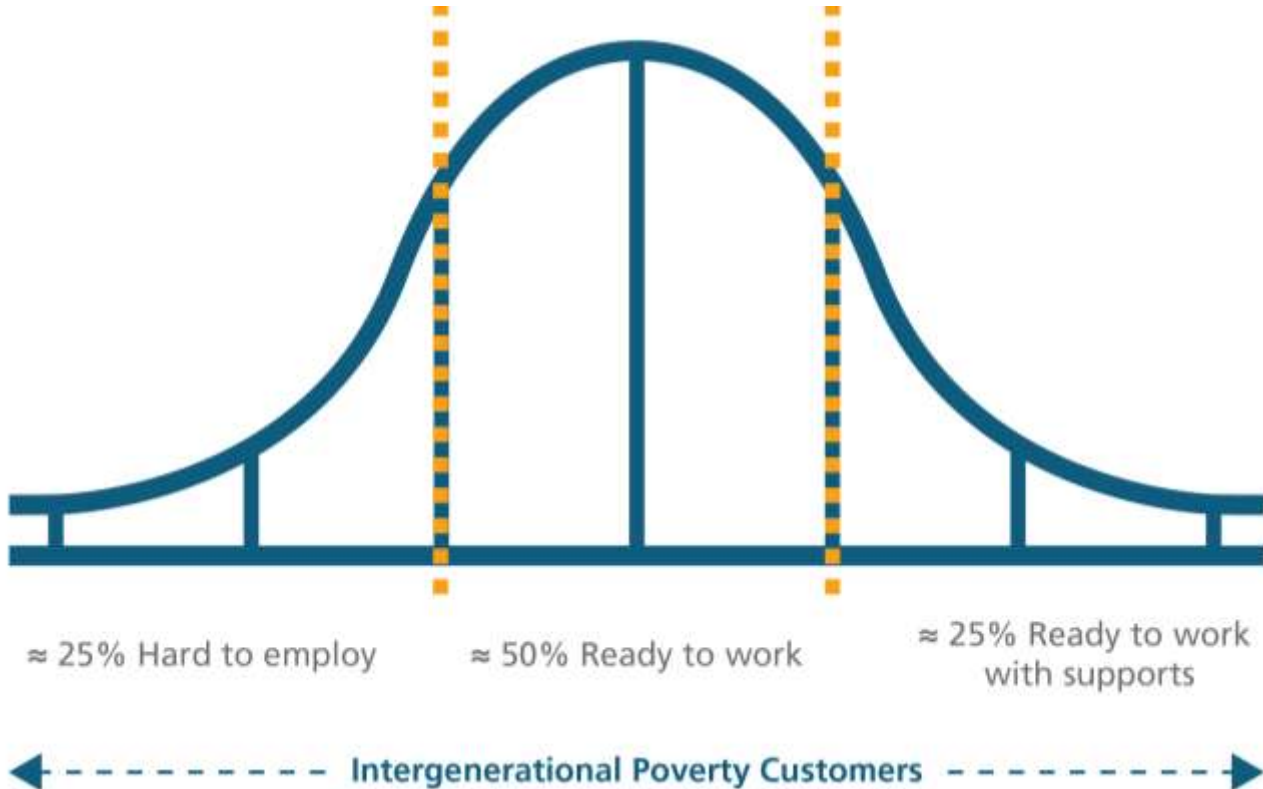 ≈ 25% Hard to employ
≈ 50% Ready to work
≈ 25% Ready to work
with supports
Intergenerational Poverty Customers